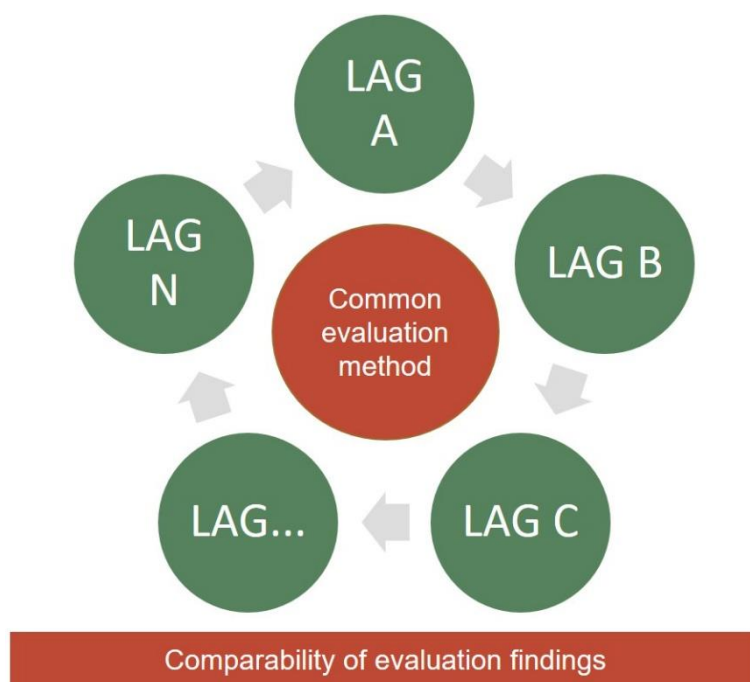 LAG
A
LAG
N
LAG B
Common
evaluation
method
LAG...
LAG C
Comparability of evaluation findings